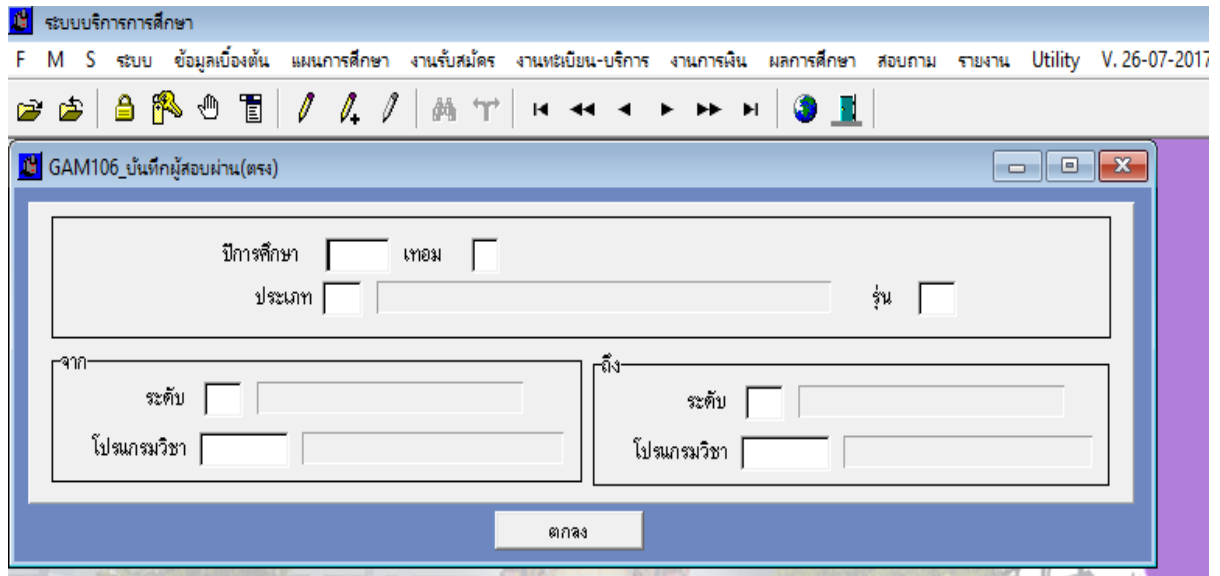 ระบบบริการการศึกษา
F M S ระบบ ข้อมูลเบื้องต้น แผนการศึกษา งานรับสมัคร งานทะเบียน-บริการ งานการเงิน ผลการศึกษา สอบถาม รายงาน Utility V. 26-07-2017
GAM106_บันทึกผู้สอบผ่าน(ตรง)
ปีการศึกษา เทอม
ประเภท รุ่น
จาก ถึง
ระดับ ระดับ
โปรแกรมวิชา โปรแกรมวิชา
ตกลง